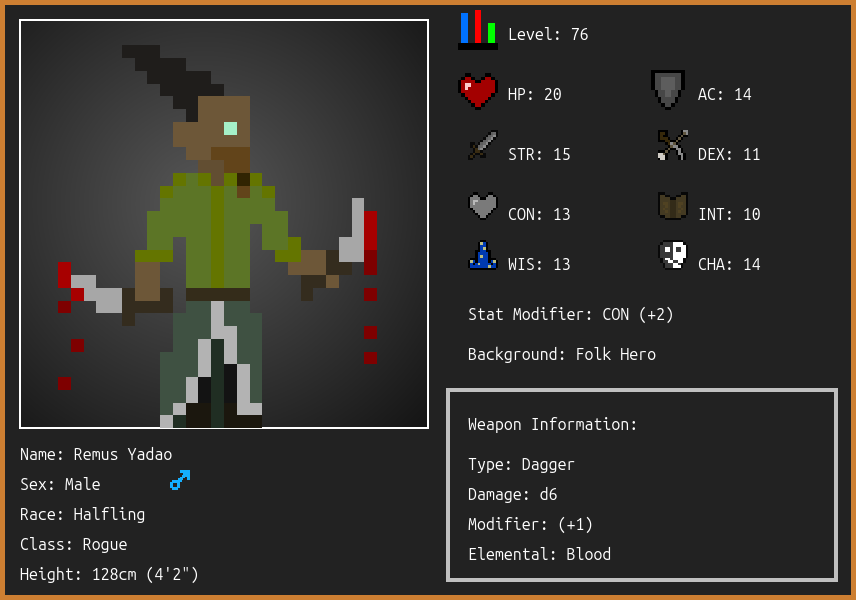 Level: 76
HP: 20
AC: 14
STR: 15
DEX: 11
CON: 13
INT: 10
WIS: 13
CHA: 14
Stat Modifier: CON (+2)
Background: Folk Hero
Weapon Information:
Type: Dagger
Damage: d6
Modifier: (+1)
Elemental: Blood
Name: Remus Yadao
Sex: Male
Race: Halfling
Class: Rogue
Height: 128cm (4'2")